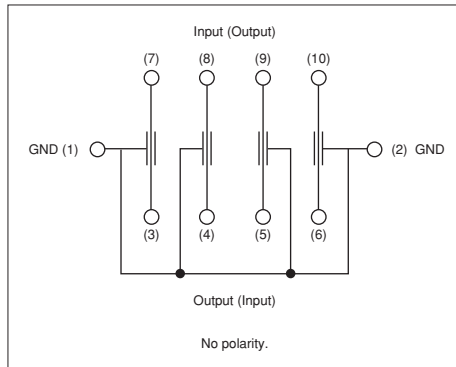 Input (Output)
(7) (8) (9) (10)
GND (1) (2) GND
(3) (4) (5) (6)
Output (Input)
No polarity.